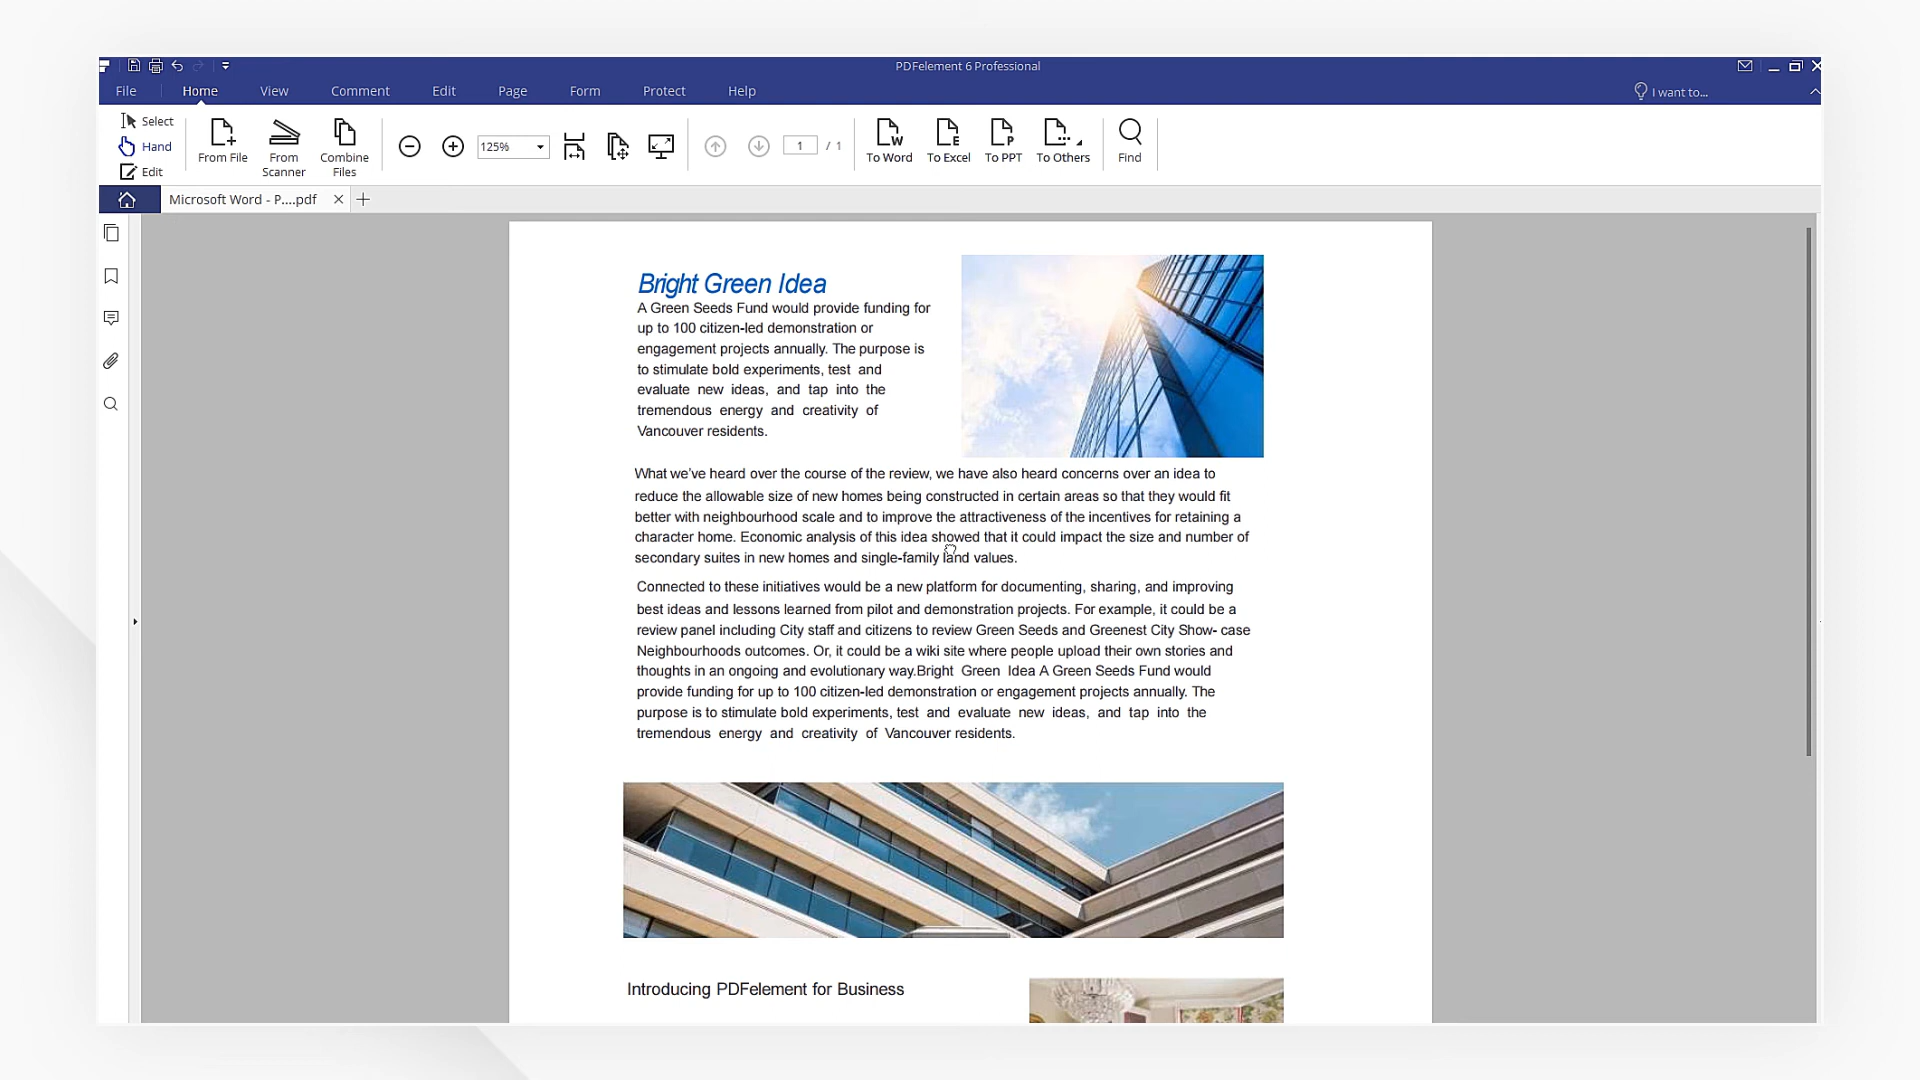 PDFelement 6 Professional
File Home View Comment Edit Page Form Protect Help I want to...
Select
Hand
Edit
From File
From Scanner
Combine Files
125%
1 / 1
To Word
To Excel
To PPT
To Others
Find
Microsoft Word - P....pdf
Bright Green Idea
A Green Seeds Fund would provide funding for
up to 100 citizen-led demonstration or
engagement projects annually. The purpose is
to stimulate bold experiments, test and
evaluate new ideas, and tap into the
tremendous energy and creativity of
Vancouver residents.
What we've heard over the course of the review, we have also heard concerns over an idea to
reduce the allowable size of new homes being constructed in certain areas so that they would fit
better with neighbourhood scale and to improve the attractiveness of the incentives for retaining a
character home. Economic analysis of this idea showed that it could impact the size and number of
secondary suites in new homes and single-family land values.
Connected to these initiatives would be a new platform for documenting, sharing, and improving
best ideas and lessons learned from pilot and demonstration projects. For example, it could be a
review panel including City staff and citizens to review Green Seeds and Greenest City Show- case
Neighbourhoods outcomes. Or, it could be a wiki site where people upload their own stories and
thoughts in an ongoing and evolutionary way.Bright Green Idea A Green Seeds Fund would
provide funding for up to 100 citizen-led demonstration or engagement projects annually. The
purpose is to stimulate bold experiments, test and evaluate new ideas, and tap into the
tremendous energy and creativity of Vancouver residents.
Introducing PDFelement for Business